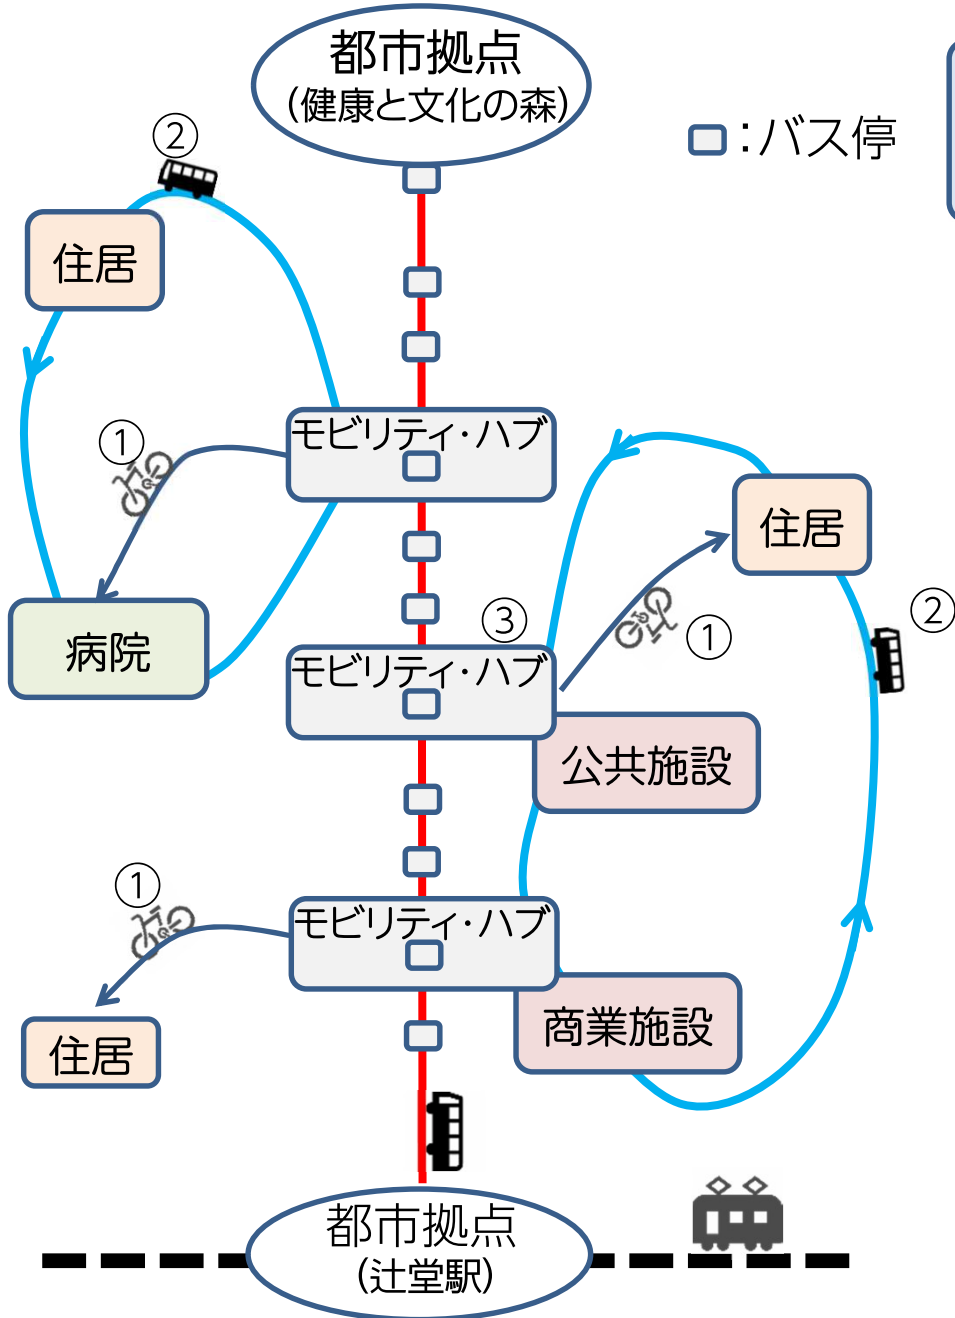 都市拠点
(健康と文化の森)
:バス停
②
住居
モビリティ・ハブ
①
住居
②
③
①
病院
モビリティ・ハブ
公共施設
①
モビリティ・ハブ
商業施設
住居
都市拠点
(辻堂駅)